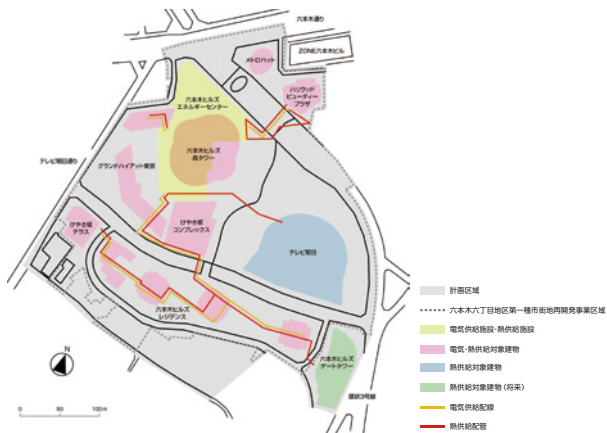 六本木通り
ZONE六本木ビル
メトロハット
ハリウッド
ビューティー
プラザ
六本木ヒルズ
エネルギーセンター
六本木ヒルズ
森タワー
テレビ朝日通り
グランドハイアット東京
けやき坂
テラス
けやき坂
コンプレックス
テレビ朝日
六本木ヒルズ
レジデンス
六本木ヒルズ
ゲートタワー
環状3号線
N
0 50 100m
計画区域
六本木六丁目地区第一種市街地再開発事業区域
電気供給施設・熱供給施設
電気・熱供給対象建物
熱供給対象建物
熱供給対象建物（将来）
電気供給配線
熱供給配管